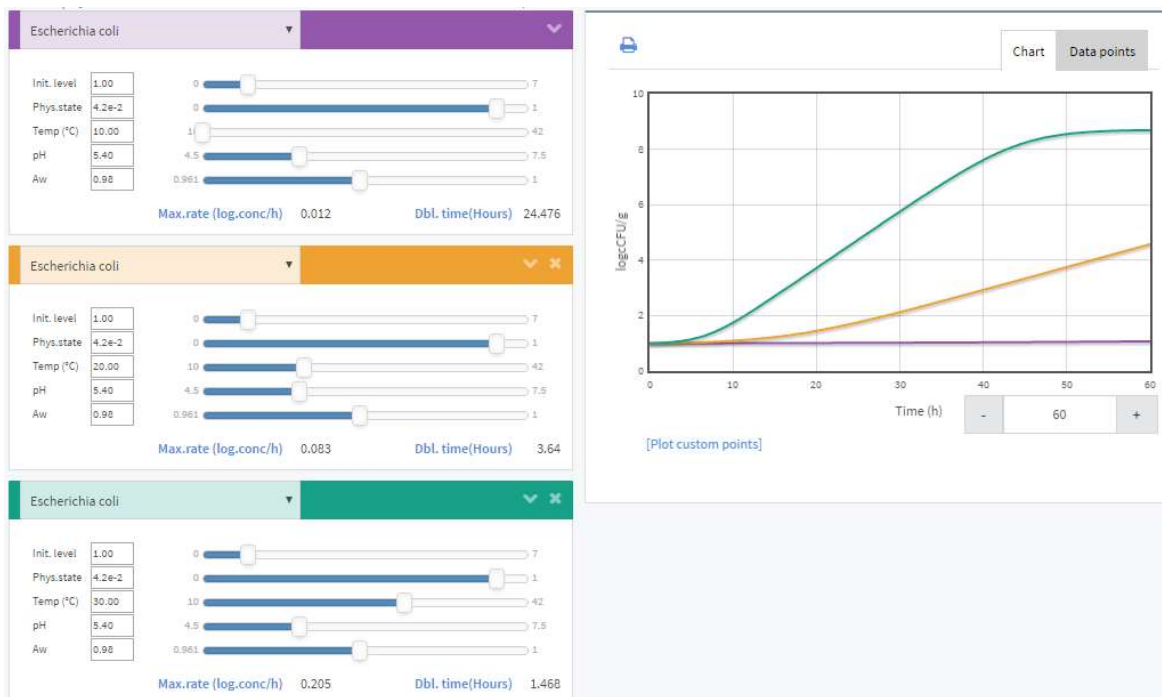 Escherichia coli ▼
Init. level 1.00 0 7
Phys.state 4.2e-2 0 1
Temp (°C) 10.00 1 42
pH 5.40 4.5 7.5
Aw 0.98 0.961 1
Max.rate (log.conc/h) 0.012 Dbl. time(Hours) 24.476
Escherichia coli ▼
Init. level 1.00 0 7
Phys.state 4.2e-2 0 1
Temp (°C) 20.00 10 42
pH 5.40 4.5 7.5
Aw 0.98 0.961 1
Max.rate (log.conc/h) 0.083 Dbl. time(Hours) 3.64
Escherichia coli ▼
Init. level 1.00 0 7
Phys.state 4.2e-2 0 1
Temp (°C) 30.00 10 42
pH 5.40 4.5 7.5
Aw 0.98 0.961 1
Max.rate (log.conc/h) 0.205 Dbl. time(Hours) 1.468
Chart Data points
10
8
6
4
2
0
logcCFU/g
0 10 20 30 40 50 60
Time (h) - 60 +
[Plot custom points]